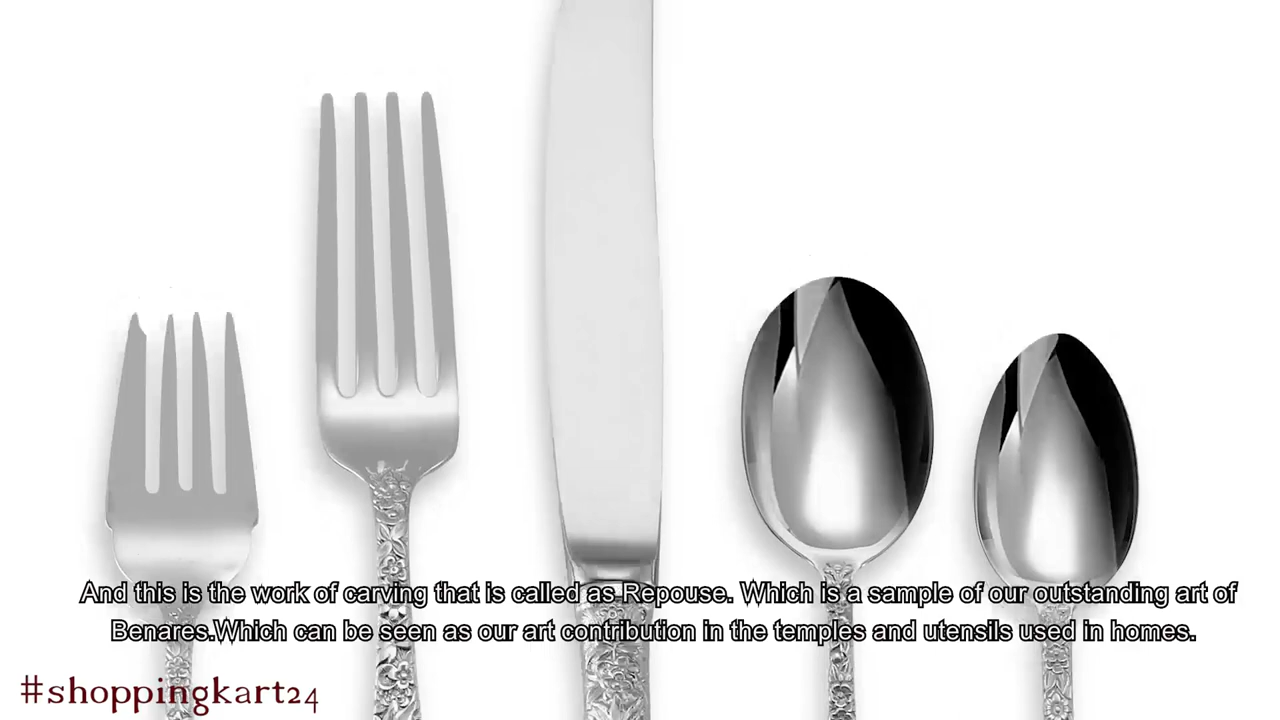 And this is the work of carving that is called as Repouse. Which is a sample of our outstanding art of
Benares.Which can be seen as our art contribution in the temples and utensils used in homes.
#shoppingkart24